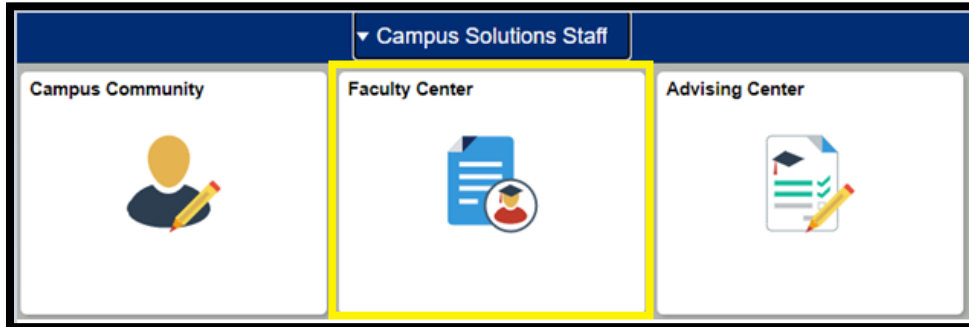 Campus Solutions Staff
Campus Community
Faculty Center
Advising Center